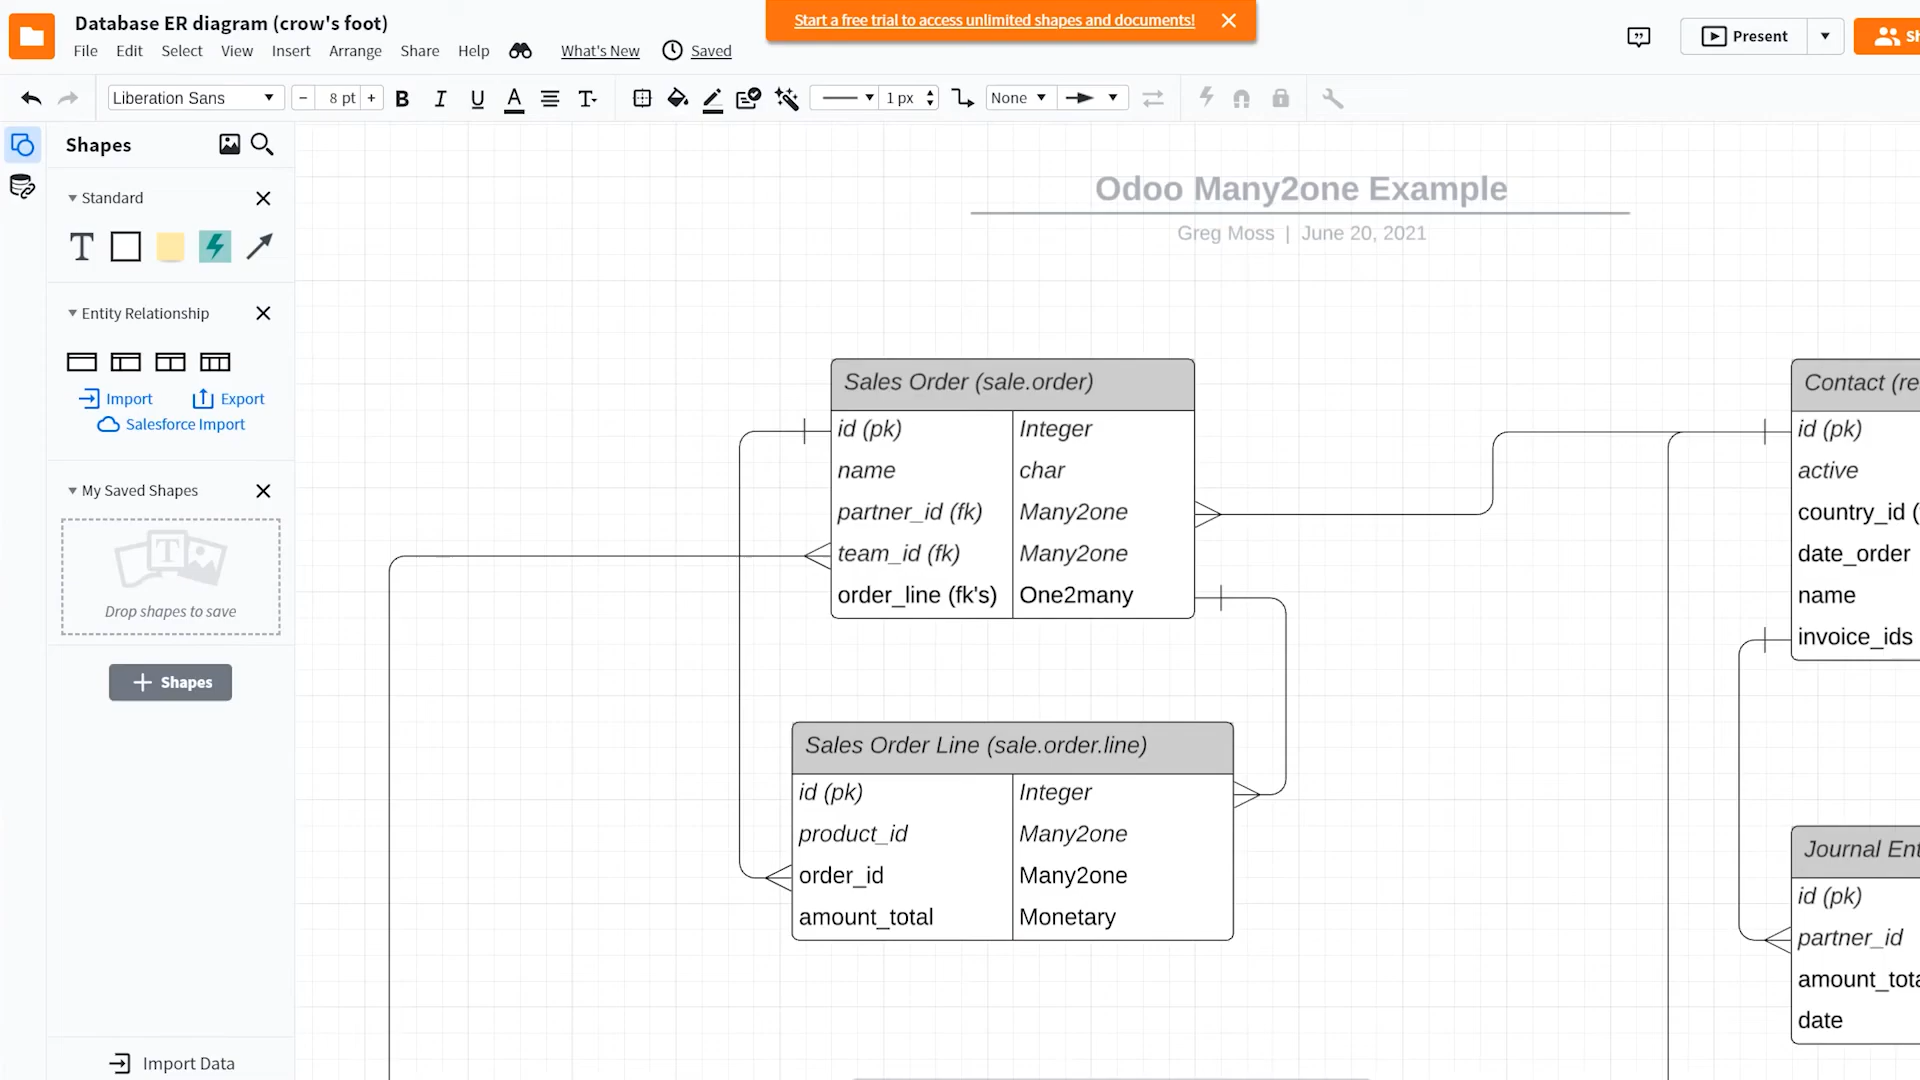 Database ER diagram (crow's foot)
Start a free trial to access unlimited shapes and documents!
File Edit Select View Insert Arrange Share Help What's New Saved
Present
Liberation Sans 8 pt 1 px None
Shapes
Standard
Entity Relationship
Import Export
Salesforce Import
My Saved Shapes
Drop shapes to save
+ Shapes
Import Data
Odoo Many2one Example
Greg Moss | June 20, 2021
Sales Order (sale.order)
id (pk) Integer
name char
partner_id (fk) Many2one
team_id (fk) Many2one
order_line (fk's) One2many
Sales Order Line (sale.order.line)
id (pk) Integer
product_id Many2one
order_id Many2one
amount_total Monetary
Contact (re
id (pk)
active
country_id (
date_order
name
invoice_ids
Journal Ent
id (pk)
partner_id
amount_tota
date